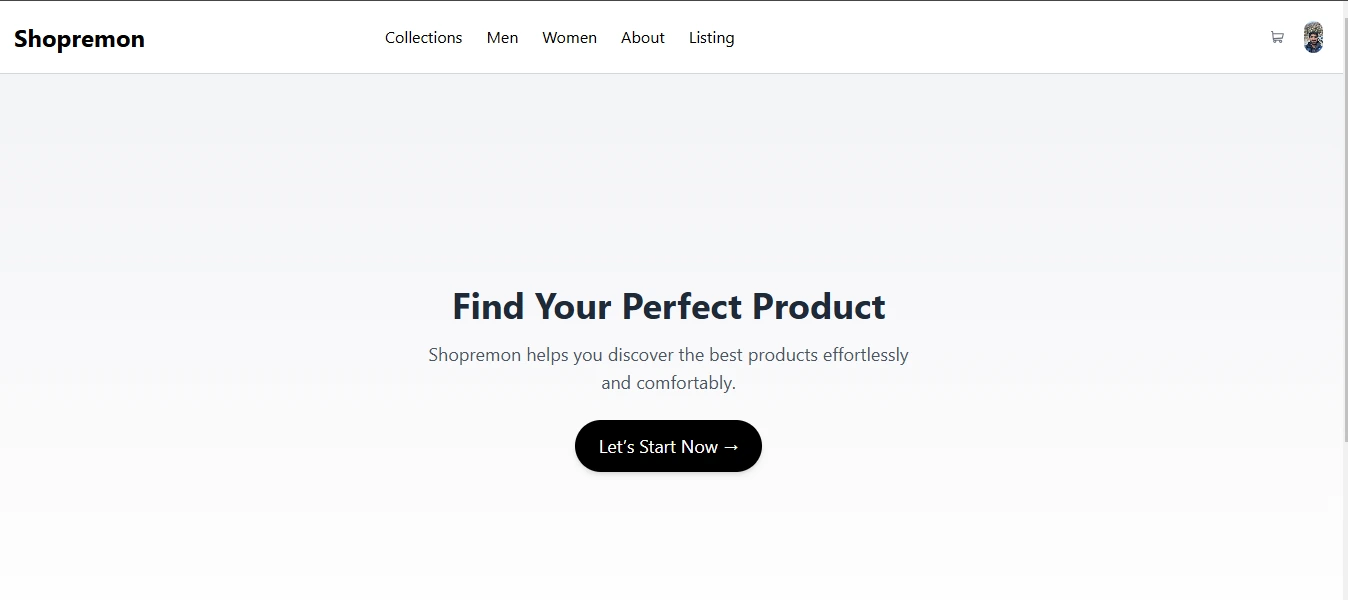 Shopremon
Collections Men Women About Listing
Find Your Perfect Product
Shopremon helps you discover the best products effortlessly
and comfortably.
Let’s Start Now →